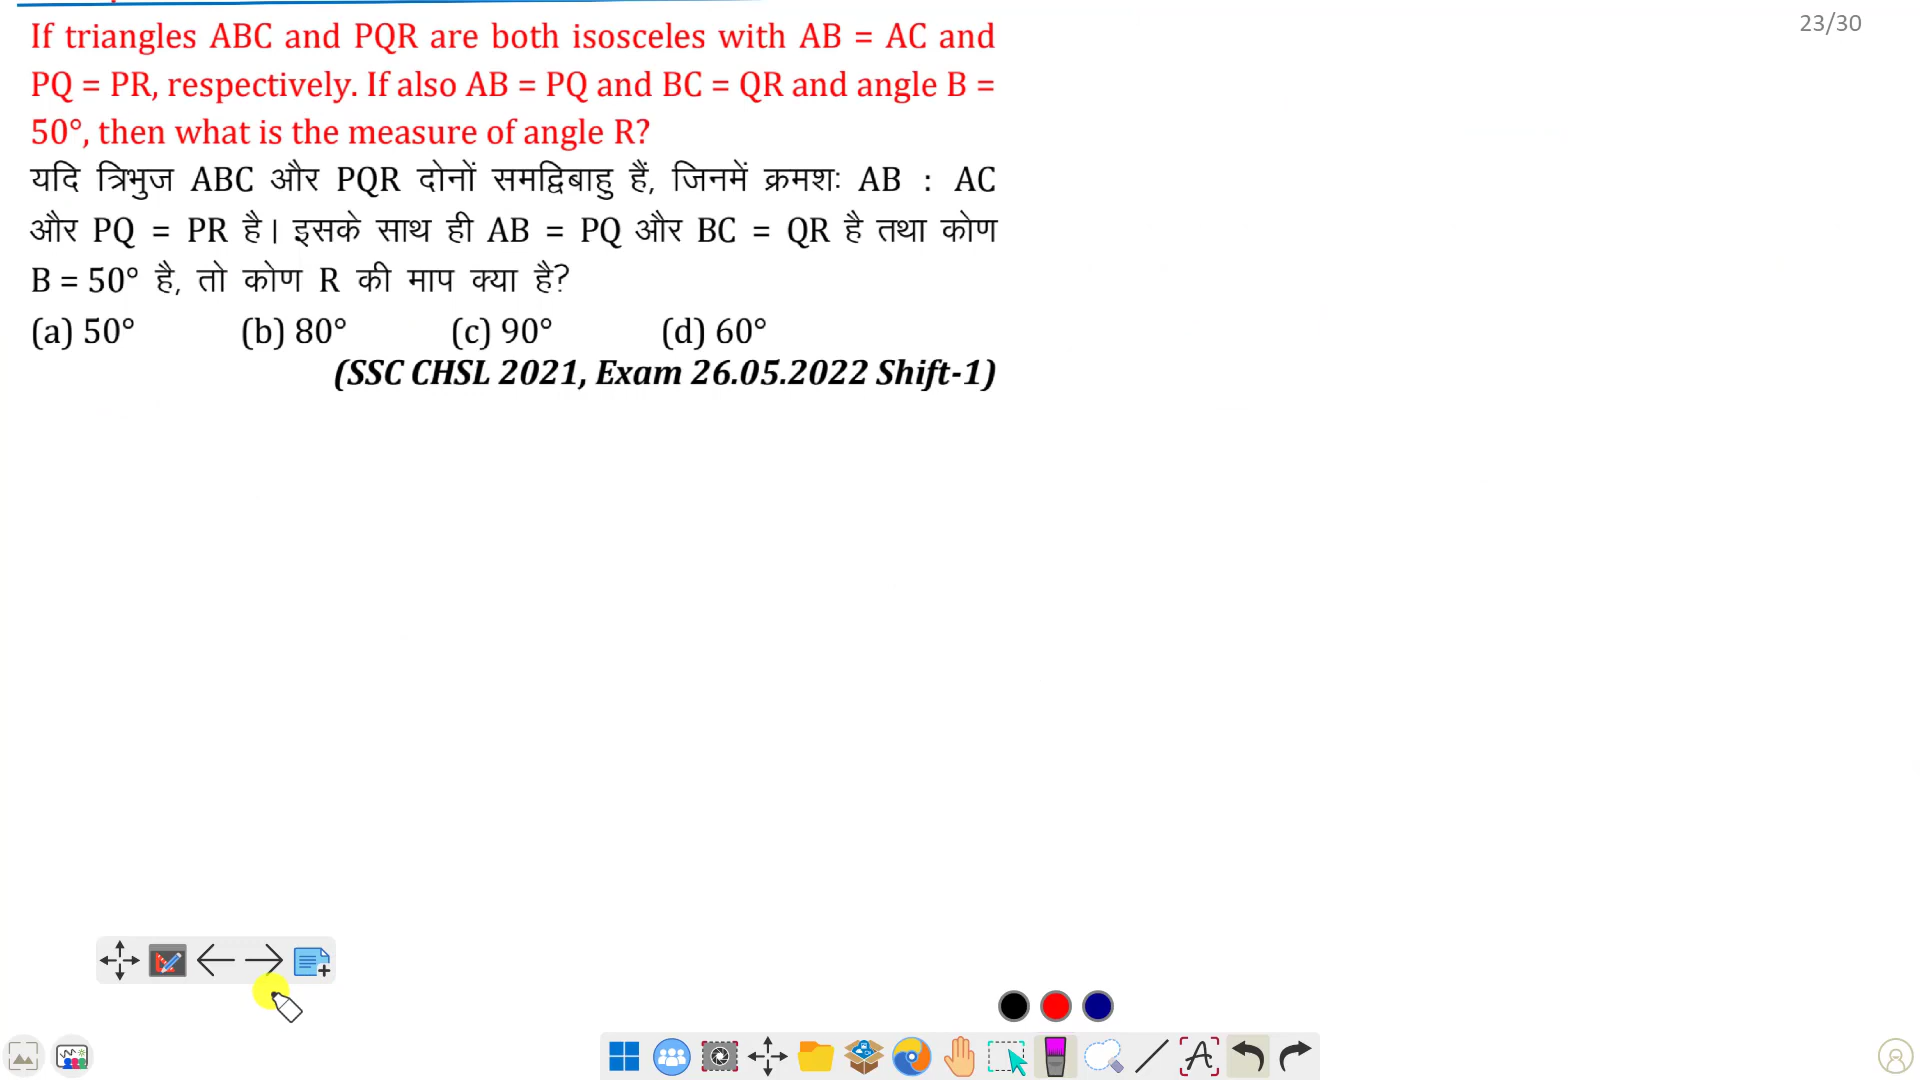 23/30
If triangles ABC and PQR are both isosceles with AB = AC and
PQ = PR, respectively. If also AB = PQ and BC = QR and angle B =
50°, then what is the measure of angle R?
यदि त्रिभुज ABC और PQR दोनों समद्विबाहु हैं, जिनमें क्रमशः AB : AC
और PQ = PR है। इसके साथ ही AB = PQ और BC = QR है तथा कोण
B = 50° है, तो कोण R की माप क्या है?
(a) 50° (b) 80° (c) 90° (d) 60°
(SSC CHSL 2021, Exam 26.05.2022 Shift-1)